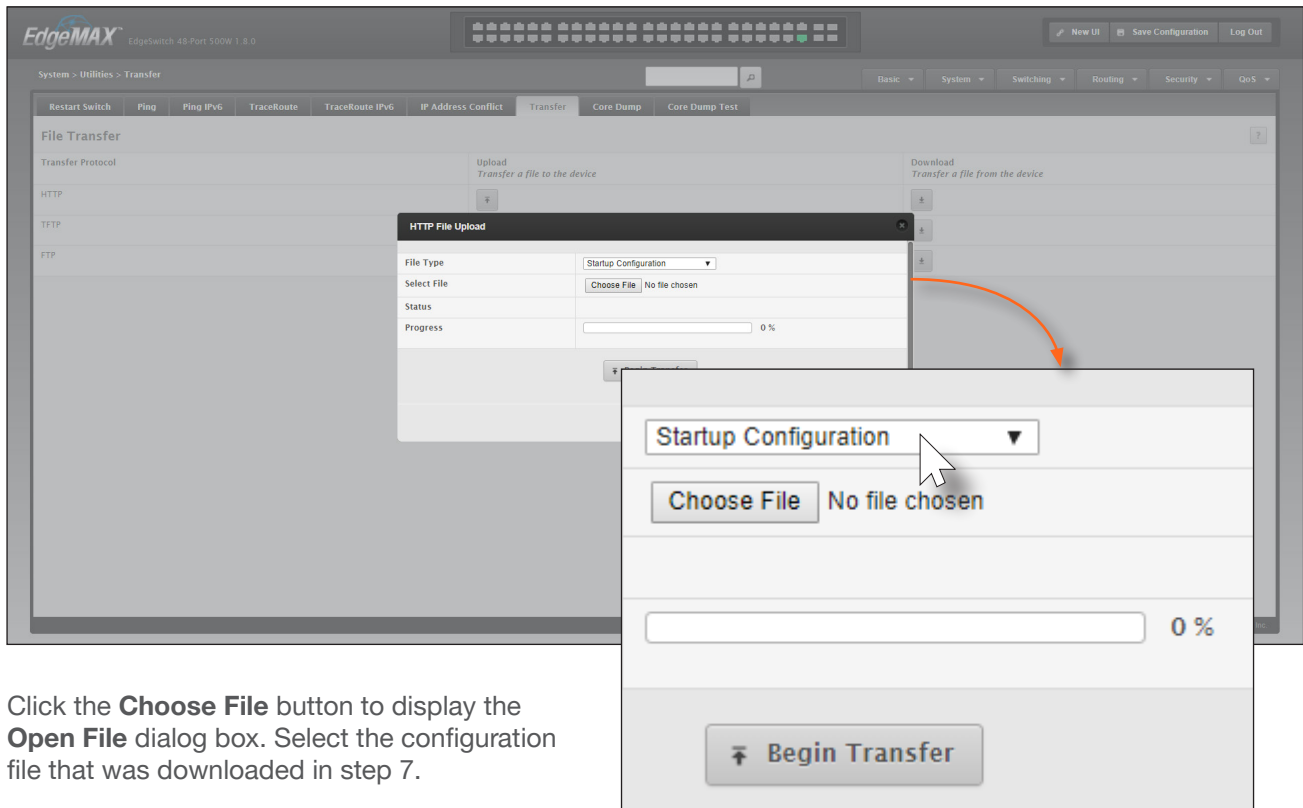 EdgeMAX™ EdgeSwitch 48-Port 500W 1.8.0
New UI Save Configuration Log Out
System > Utilities > Transfer
Basic System Switching Routing Security QoS
Restart Switch Ping Ping IPv6 TraceRoute TraceRoute IPv6 IP Address Conflict Transfer Core Dump Core Dump Test
File Transfer ?
Transfer Protocol
Upload
Transfer a file to the device
Download
Transfer a file from the device
HTTP
TFTP
FTP
HTTP File Upload
File Type Startup Configuration
Select File Choose File No file chosen
Status
Progress 0 %
Startup Configuration
Choose File No file chosen
0 %
Begin Transfer
Inc.
Click the Choose File button to display the
Open File dialog box. Select the configuration
file that was downloaded in step 7.